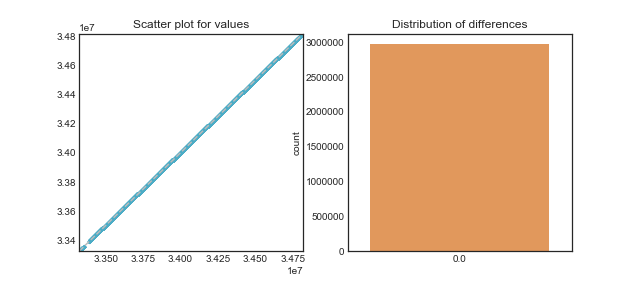 Scatter plot for values
1e7
3.48
3.46
3.44
3.42
3.40
3.38
3.36
3.34
3.350 3.375 3.400 3.425 3.450 3.475
1e7
Distribution of differences
count
3000000
2500000
2000000
1500000
1000000
500000
0
0.0